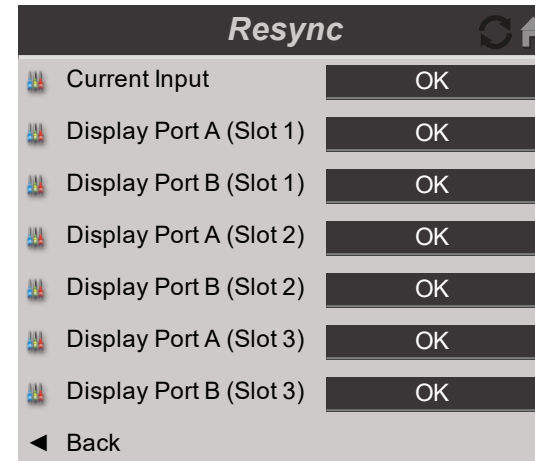 Resync
Current Input OK
Display Port A (Slot 1) OK
Display Port B (Slot 1) OK
Display Port A (Slot 2) OK
Display Port B (Slot 2) OK
Display Port A (Slot 3) OK
Display Port B (Slot 3) OK
Back